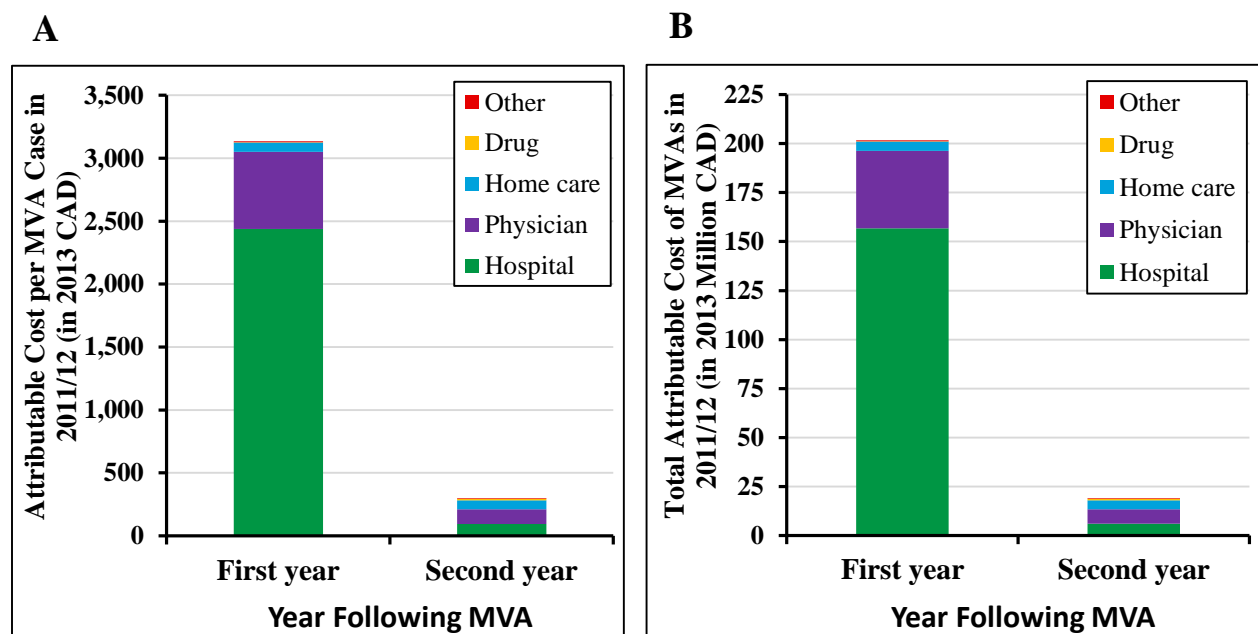 A
Attributable Cost per MVA Case in
2011/12 (in 2013 CAD)
3,500
3,000
2,500
2,000
1,500
1,000
500
0
Other
Drug
Home care
Physician
Hospital
First year
Second year
Year Following MVA
B
Total Attributable Cost of MVAs in
2011/12 (in 2013 Million CAD)
225
200
175
150
125
100
75
50
25
0
Other
Drug
Home care
Physician
Hospital
First year
Second year
Year Following MVA